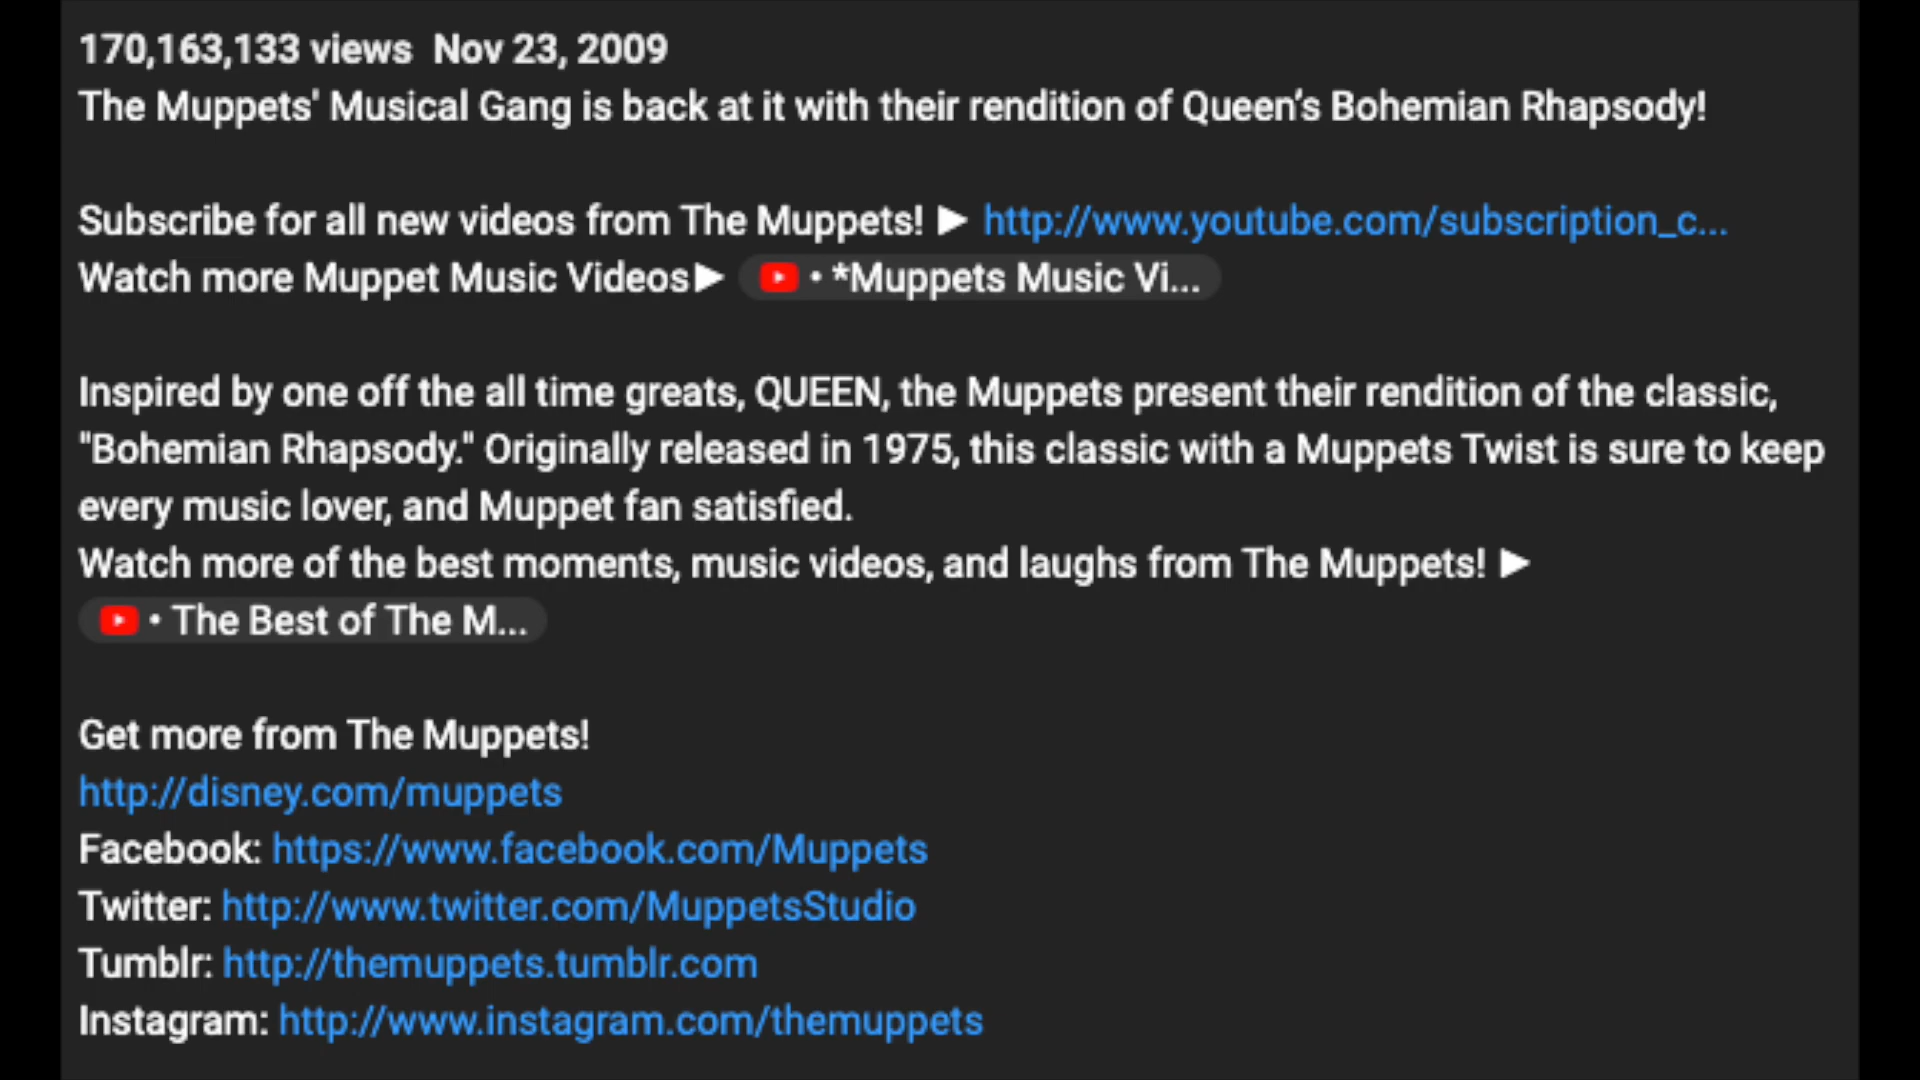 170,163,133 views  Nov 23, 2009
The Muppets' Musical Gang is back at it with their rendition of Queen’s Bohemian Rhapsody!
Subscribe for all new videos from The Muppets! ► http://www.youtube.com/subscription_c...
Watch more Muppet Music Videos► • *Muppets Music Vi...
Inspired by one off the all time greats, QUEEN, the Muppets present their rendition of the classic,
"Bohemian Rhapsody." Originally released in 1975, this classic with a Muppets Twist is sure to keep
every music lover, and Muppet fan satisfied.
Watch more of the best moments, music videos, and laughs from The Muppets! ►
• The Best of The M...
Get more from The Muppets!
http://disney.com/muppets
Facebook: https://www.facebook.com/Muppets
Twitter: http://www.twitter.com/MuppetsStudio
Tumblr: http://themuppets.tumblr.com
Instagram: http://www.instagram.com/themuppets